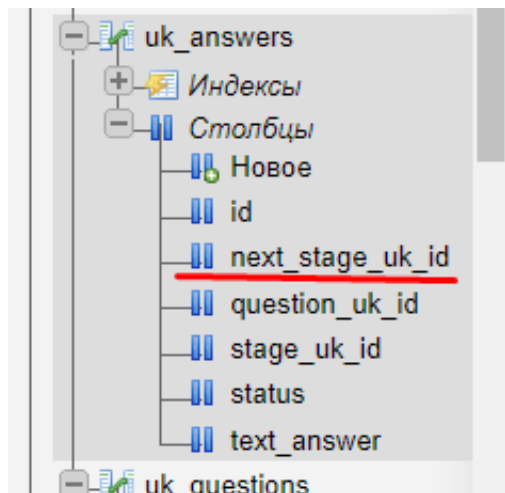 uk_answers
Индексы
Столбцы
Новое
id
next_stage_uk_id
question_uk_id
stage_uk_id
status
text_answer
uk_questions